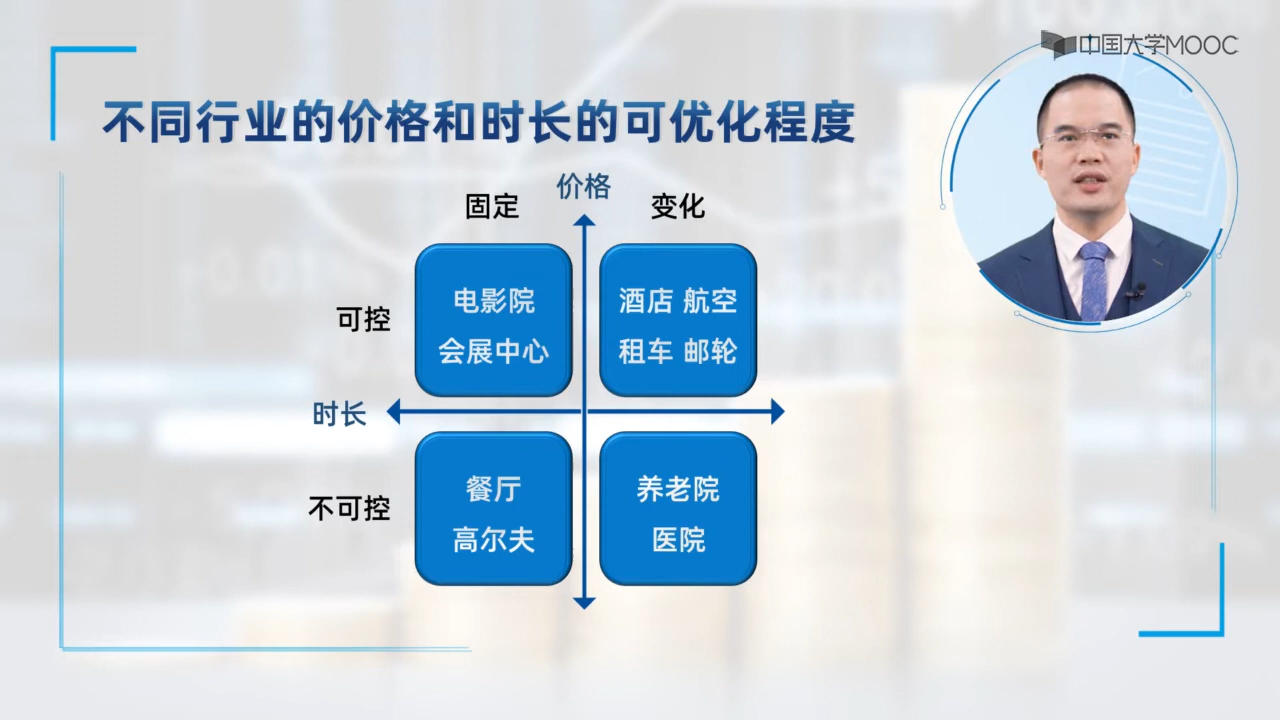 中国大学MOOC
不同行业的价格和时长的可优化程度
价格
固定
变化
可控
电影院
会展中心
酒店 航空
租车 邮轮
时长
不可控
餐厅
高尔夫
养老院
医院